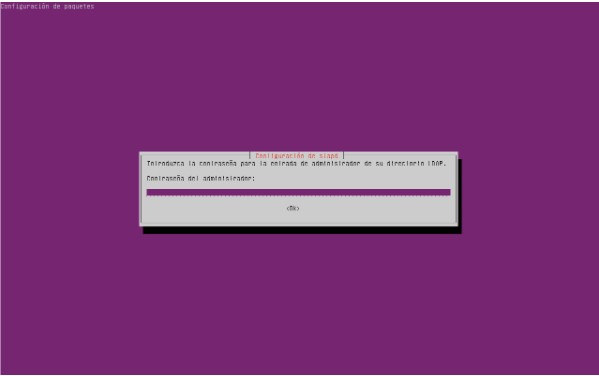 Configuración de paquetes
Configuración de slapd
Introduzca la contraseña para la entrada de administrador de su directorio LDAP.
Contraseña del administrador:
<Ok>